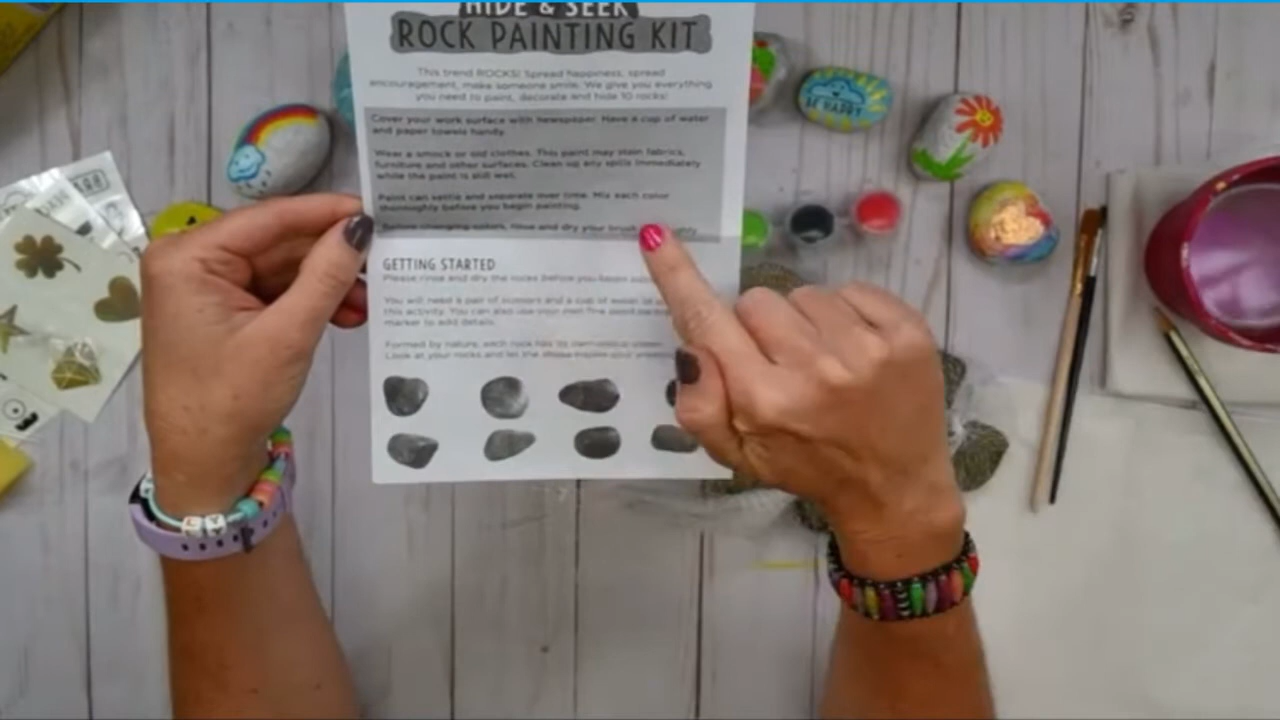 HIDE & SEEK
ROCK PAINTING KIT
This trend ROCKS! Spread happiness, spread
encouragement, make someone smile. We give you everything
you need to paint, decorate and hide 10 rocks!
Cover your work surface with newspaper. Have a cup of water
and paper towels handy.
Wear a smock or old clothes. This paint may stain fabrics,
furniture and other surfaces. Clean up any spills immediately
while the paint is still wet.
Paint can settle and separate over time. Mix each color
thoroughly before you begin painting.
Before changing colors, rinse and dry your brush
GETTING STARTED
Please rinse and dry the rocks before you begin
You will need a pair of scissors and a cup of water
this activity. You can also use your own fine
marker to add details.
Formed by nature, each rock has its own
Look at your rocks and let the
BE HAPPY